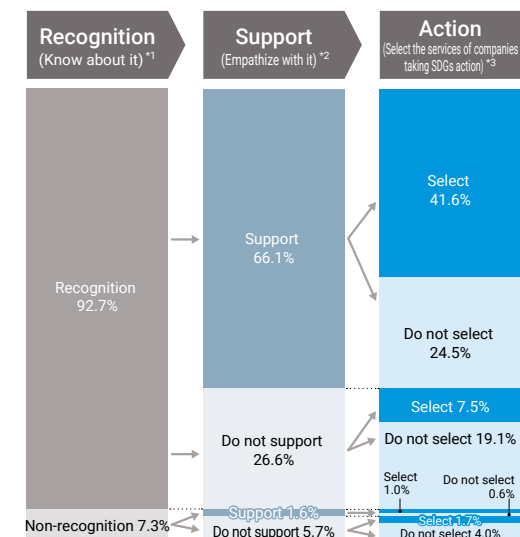 Recognition
(Know about it) *1
Support
(Empathize with it) *2
Action
(Select the services of companies
taking SDGs action) *3
Recognition
92.7%
Support
66.1%
Select
41.6%
Do not select
24.5%
Select 7.5%
Do not support
26.6%
Do not select 19.1%
Select
1.0%
Do not select
0.6%
Non-recognition 7.3%
Support 1.6%
Do not support 5.7%
Select 1.7%
Do not select 4.0%